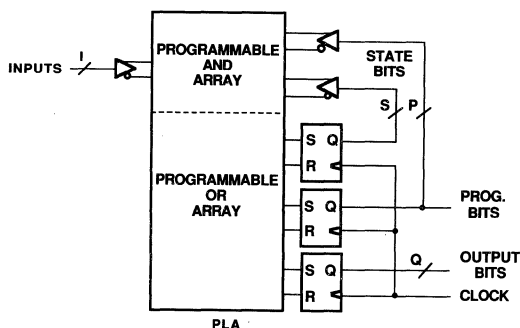 PROGRAMMABLE
AND
ARRAY
I
INPUTS
STATE
BITS
S P
S Q
R
PROGRAMMABLE
OR
ARRAY
S Q
R
PROG.
BITS
S Q
R
Q
OUTPUT
BITS
CLOCK
PLA